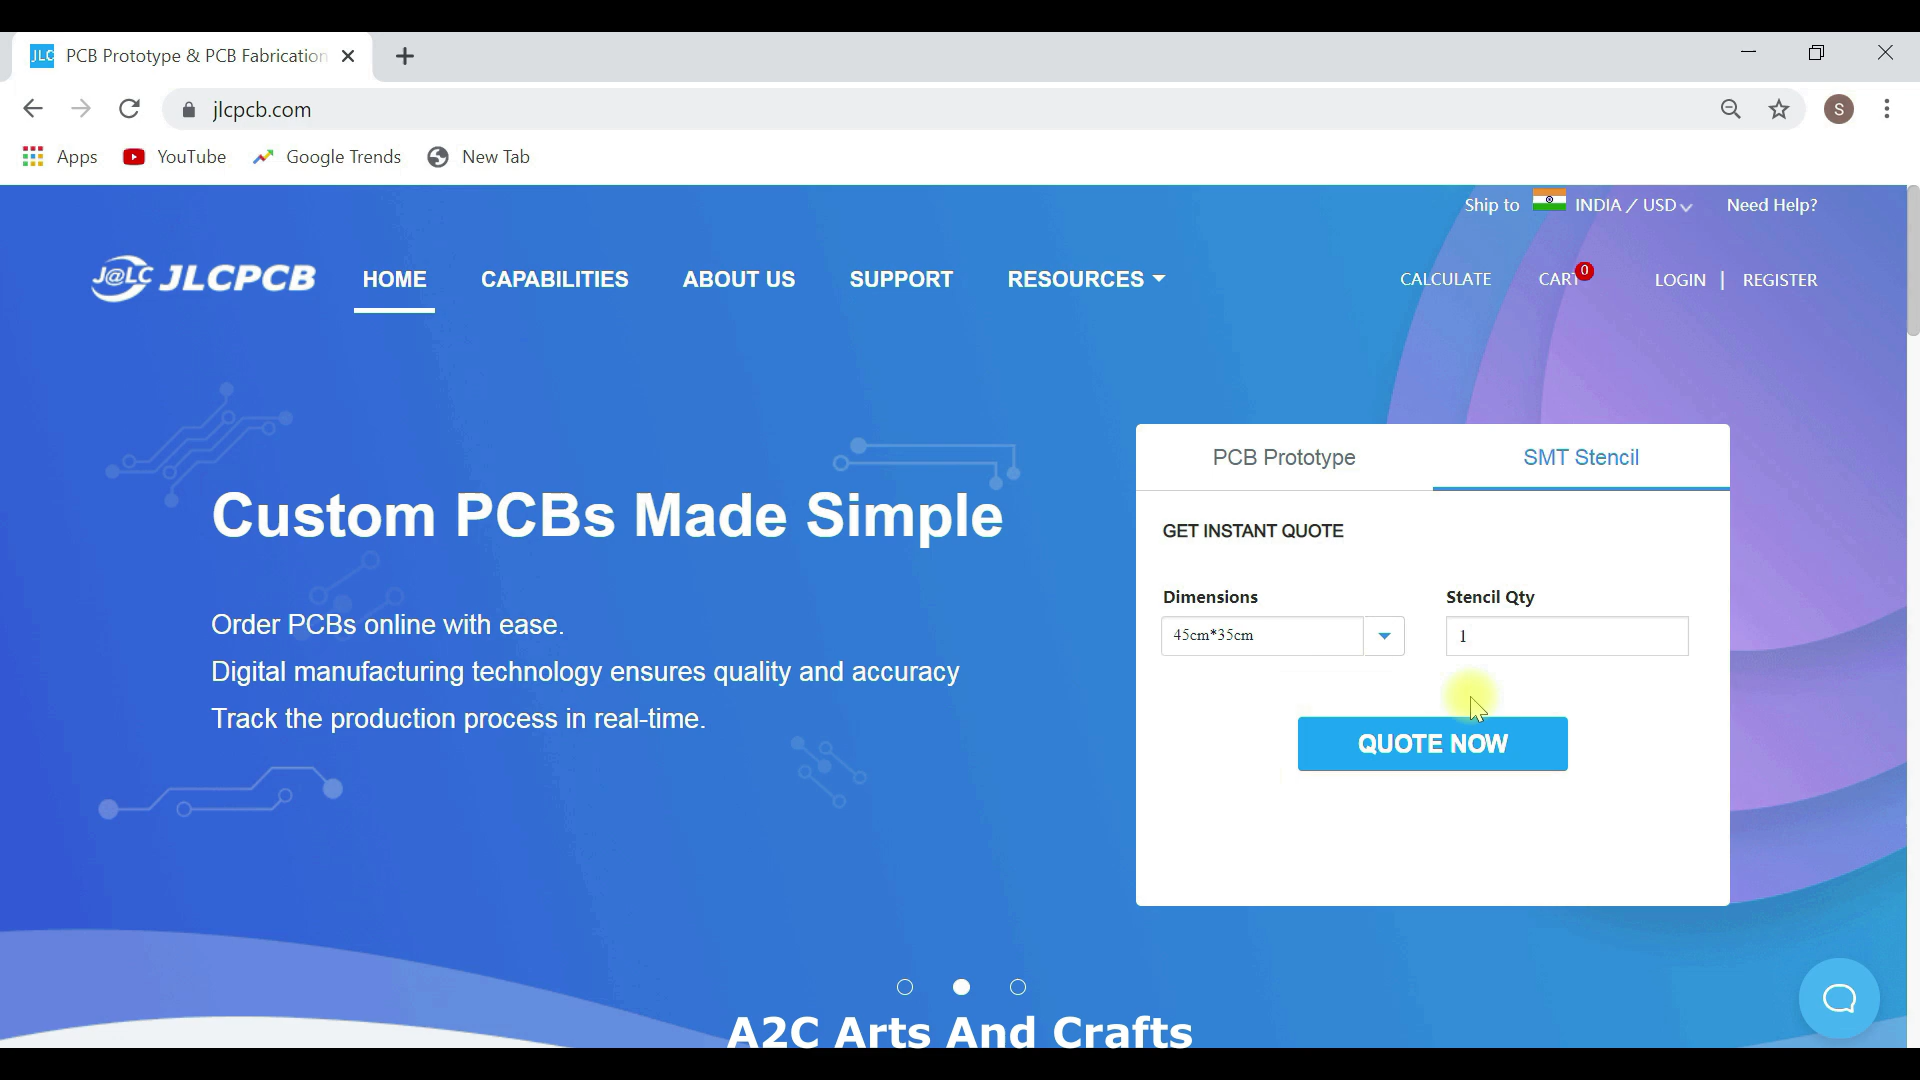 JLC PCB Prototype & PCB Fabrication
jlcpcb.com
S
Apps YouTube Google Trends New Tab
Ship to INDIA / USD Need Help?
J@LC JLCPCB HOME CAPABILITIES ABOUT US SUPPORT RESOURCES CALCULATE CART 0 LOGIN | REGISTER
PCB Prototype SMT Stencil
Custom PCBs Made Simple
GET INSTANT QUOTE
Dimensions Stencil Qty
45cm*35cm 1
Order PCBs online with ease.
Digital manufacturing technology ensures quality and accuracy
Track the production process in real-time.
QUOTE NOW
A2C Arts And Crafts